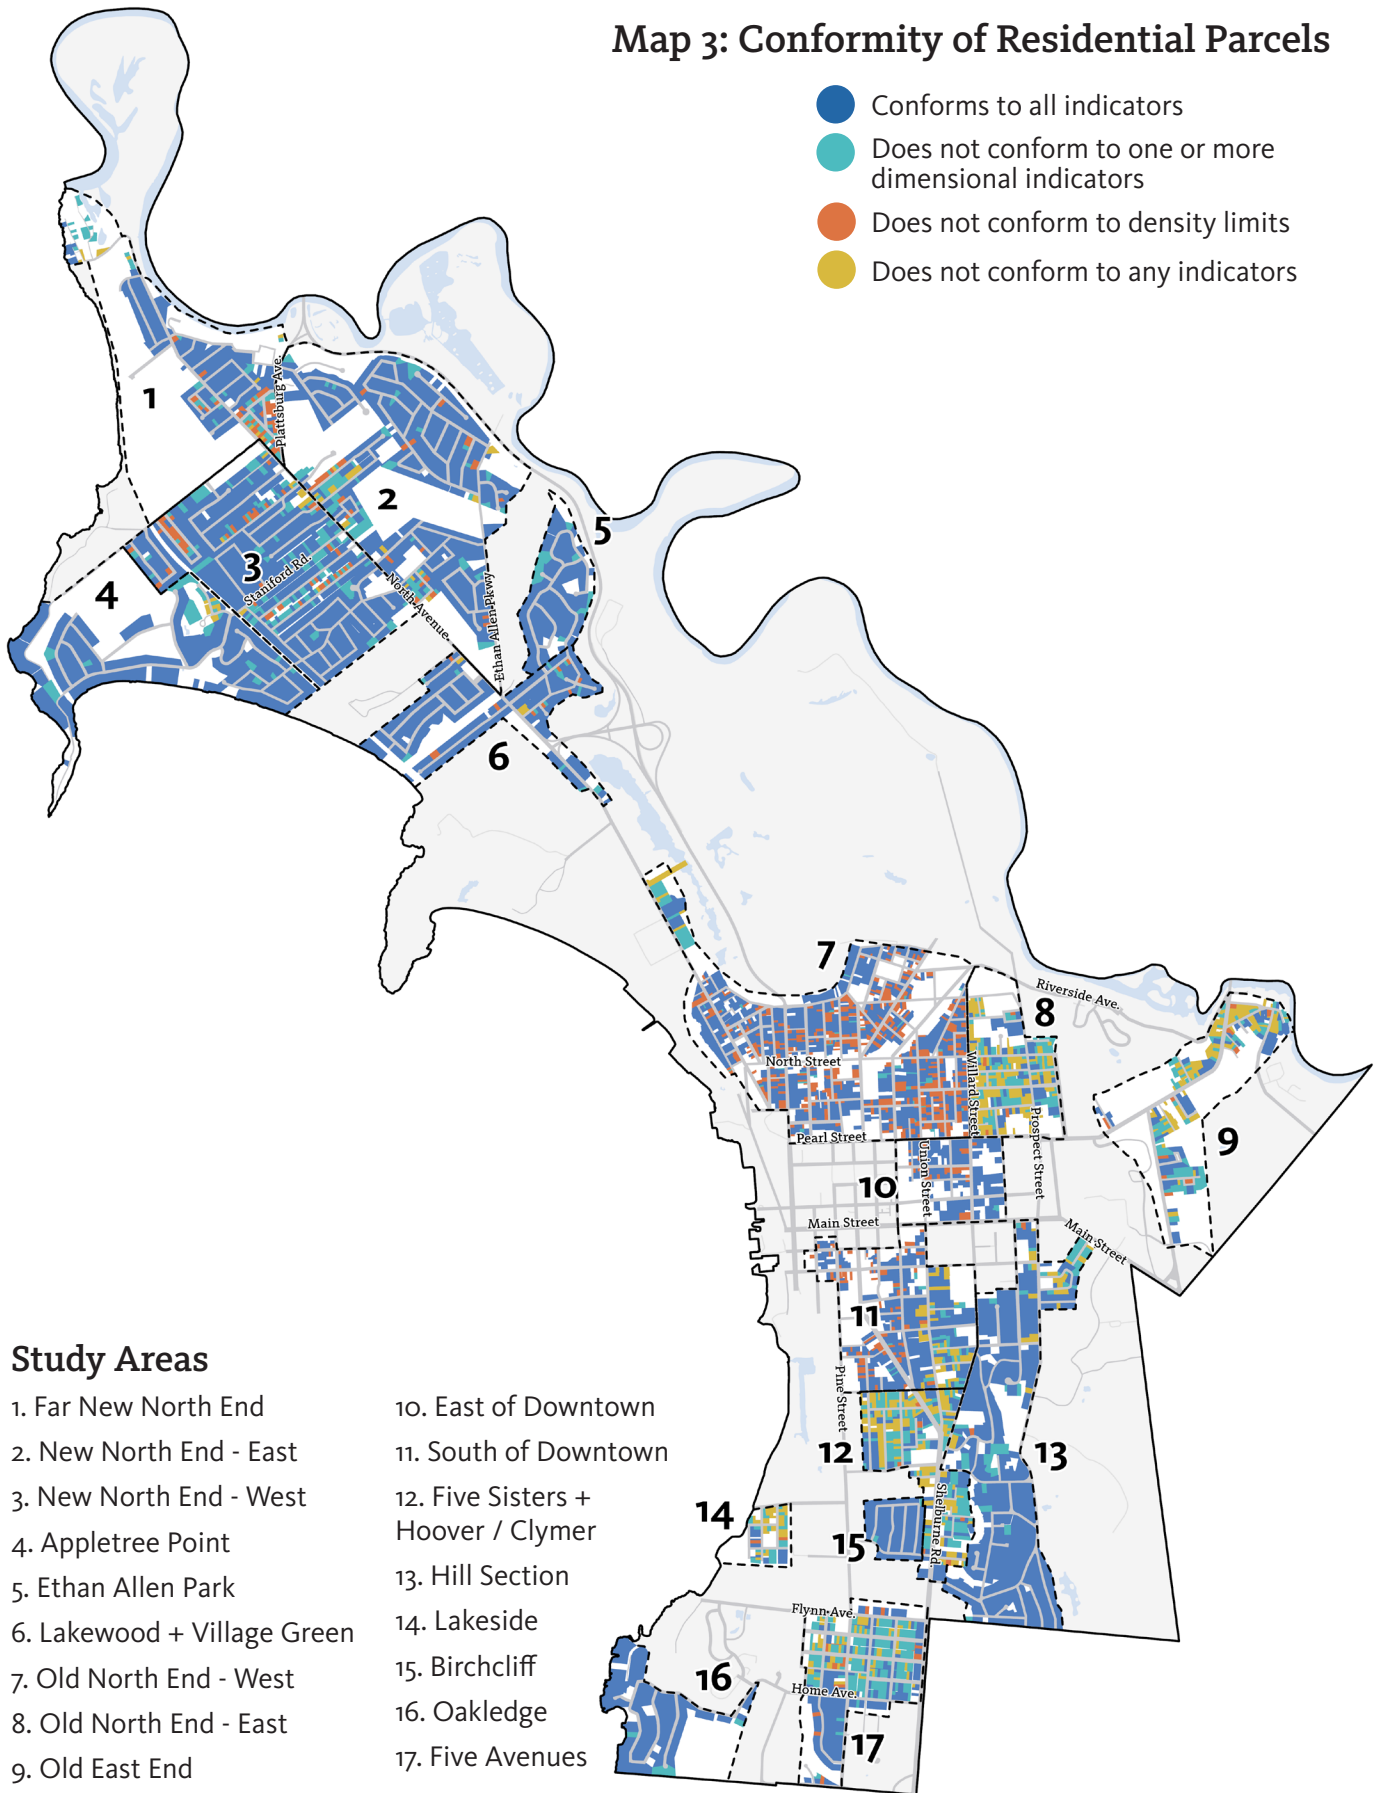 Map 3: Conformity of Residential Parcels
Conforms to all indicators
Does not conform to one or more
dimensional indicators
Does not conform to density limits
Does not conform to any indicators
1
Plattsburg Ave.
2
3
Staniford Rd.
4
North Avenue
Ethan Allen Pkwy
5
6
7
8
Riverside Ave.
North Street
Willard Street
Prospect Street
Pearl Street
9
Union Street
10
Main Street
Main Street
11
Pine Street
12
13
14
15
Shelburne Rd.
Flynn Ave.
16
Home Ave.
17
Study Areas
1. Far New North End
2. New North End - East
3. New North End - West
4. Appletree Point
5. Ethan Allen Park
6. Lakewood + Village Green
7. Old North End - West
8. Old North End - East
9. Old East End
10. East of Downtown
11. South of Downtown
12. Five Sisters +
Hoover / Clymer
13. Hill Section
14. Lakeside
15. Birchcliff
16. Oakledge
17. Five Avenues